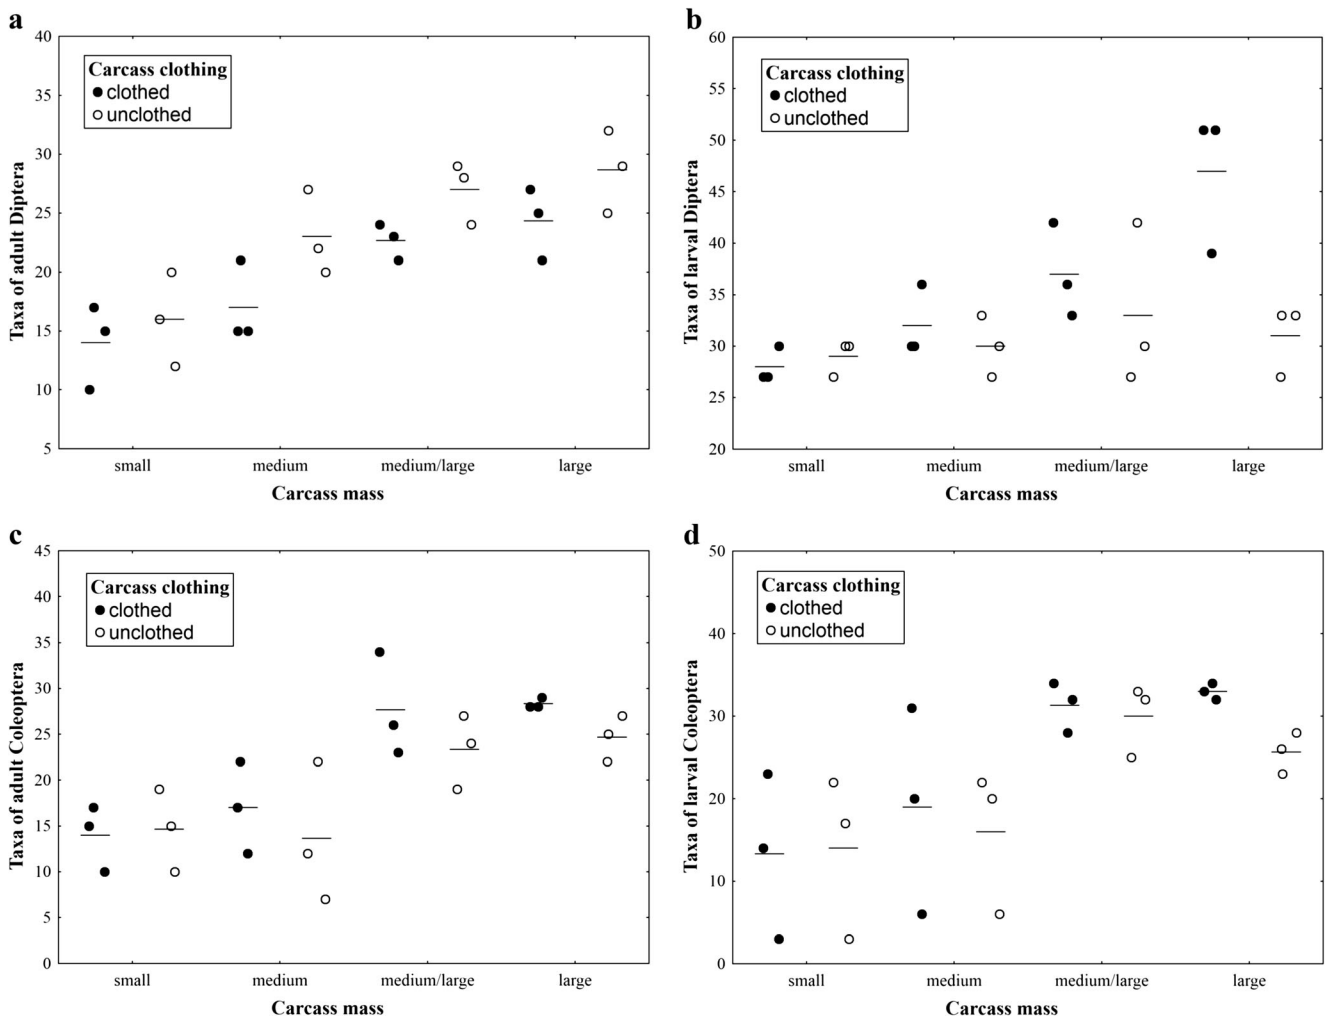 a
Taxa of adult Diptera
40
35
30
25
20
15
10
5
Carcass clothing
clothed
unclothed
small medium medium/large large
Carcass mass
b
Taxa of larval Diptera
60
55
50
45
40
35
30
25
20
Carcass clothing
clothed
unclothed
small medium medium/large large
Carcass mass
c
Taxa of adult Coleoptera
45
40
35
30
25
20
15
10
5
0
Carcass clothing
clothed
unclothed
small medium medium/large large
Carcass mass
d
Taxa of larval Coleoptera
50
40
30
20
10
0
Carcass clothing
clothed
unclothed
small medium medium/large large
Carcass mass